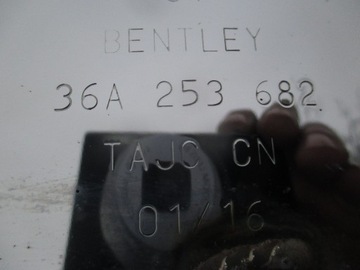 BENTLEY
36A 253 682
TAJC CN
01/16